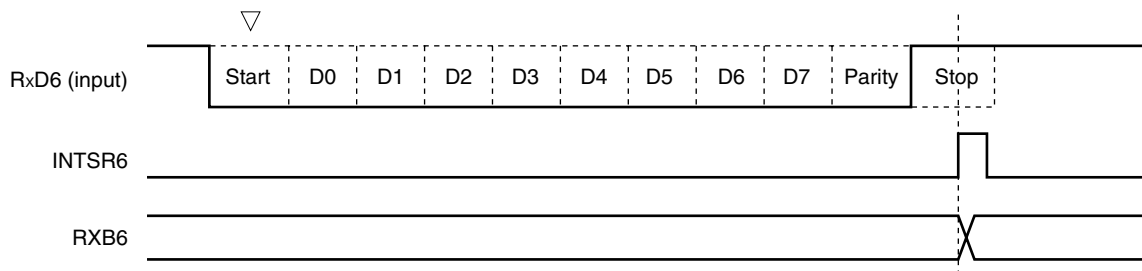 RxD6 (input) Start D0 D1 D2 D3 D4 D5 D6 D7 Parity Stop
INTSR6
RXB6